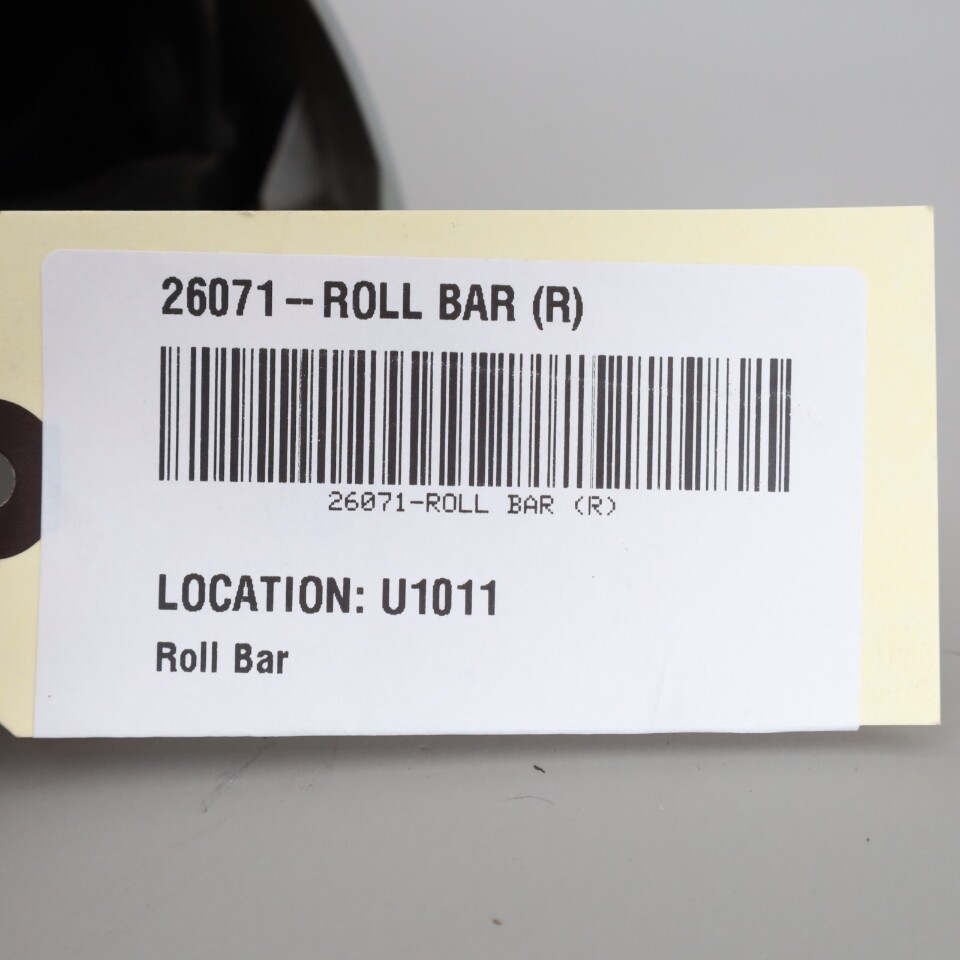 26071--ROLL BAR (R)
26071-ROLL BAR (R)
LOCATION: U1011
Roll Bar